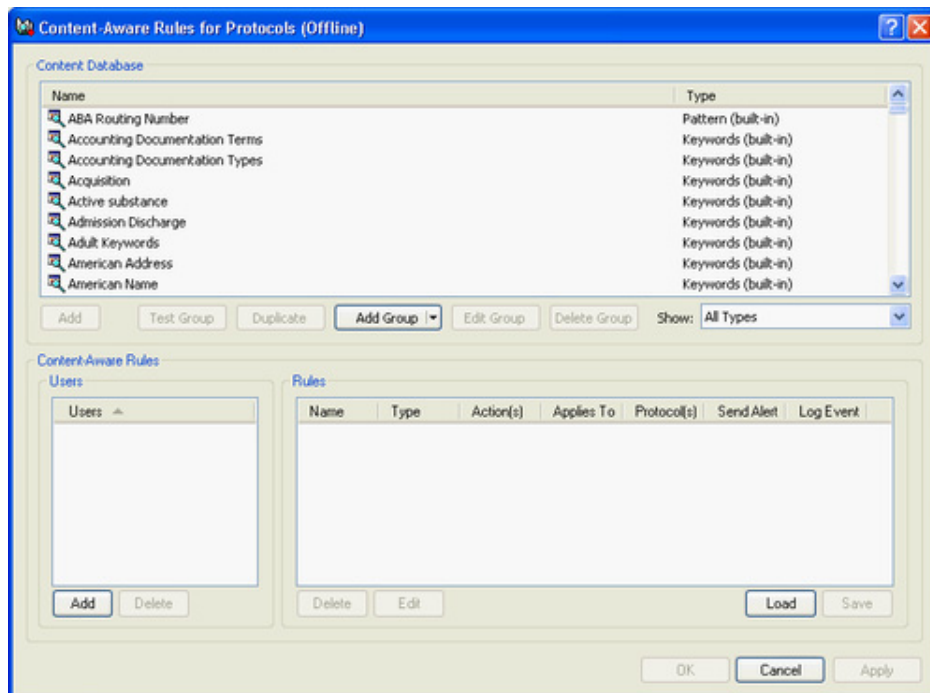 Content-Aware Rules for Protocols (Offline)
Content Database
Name Type
ABA Routing Number Pattern (built-in)
Accounting Documentation Terms Keywords (built-in)
Accounting Documentation Types Keywords (built-in)
Acquisition Keywords (built-in)
Active substance Keywords (built-in)
Admission Discharge Keywords (built-in)
Adult Keywords Keywords (built-in)
American Address Keywords (built-in)
American Name Keywords (built-in)
Add Test Group Duplicate Add Group Edit Group Delete Group Show: All Types
Content-Aware Rules
Users Rules
Users Name Type Action(s) Applies To Protocol(s) Send Alert Log Event
Add Delete Delete Edit Load Save
OK Cancel Apply